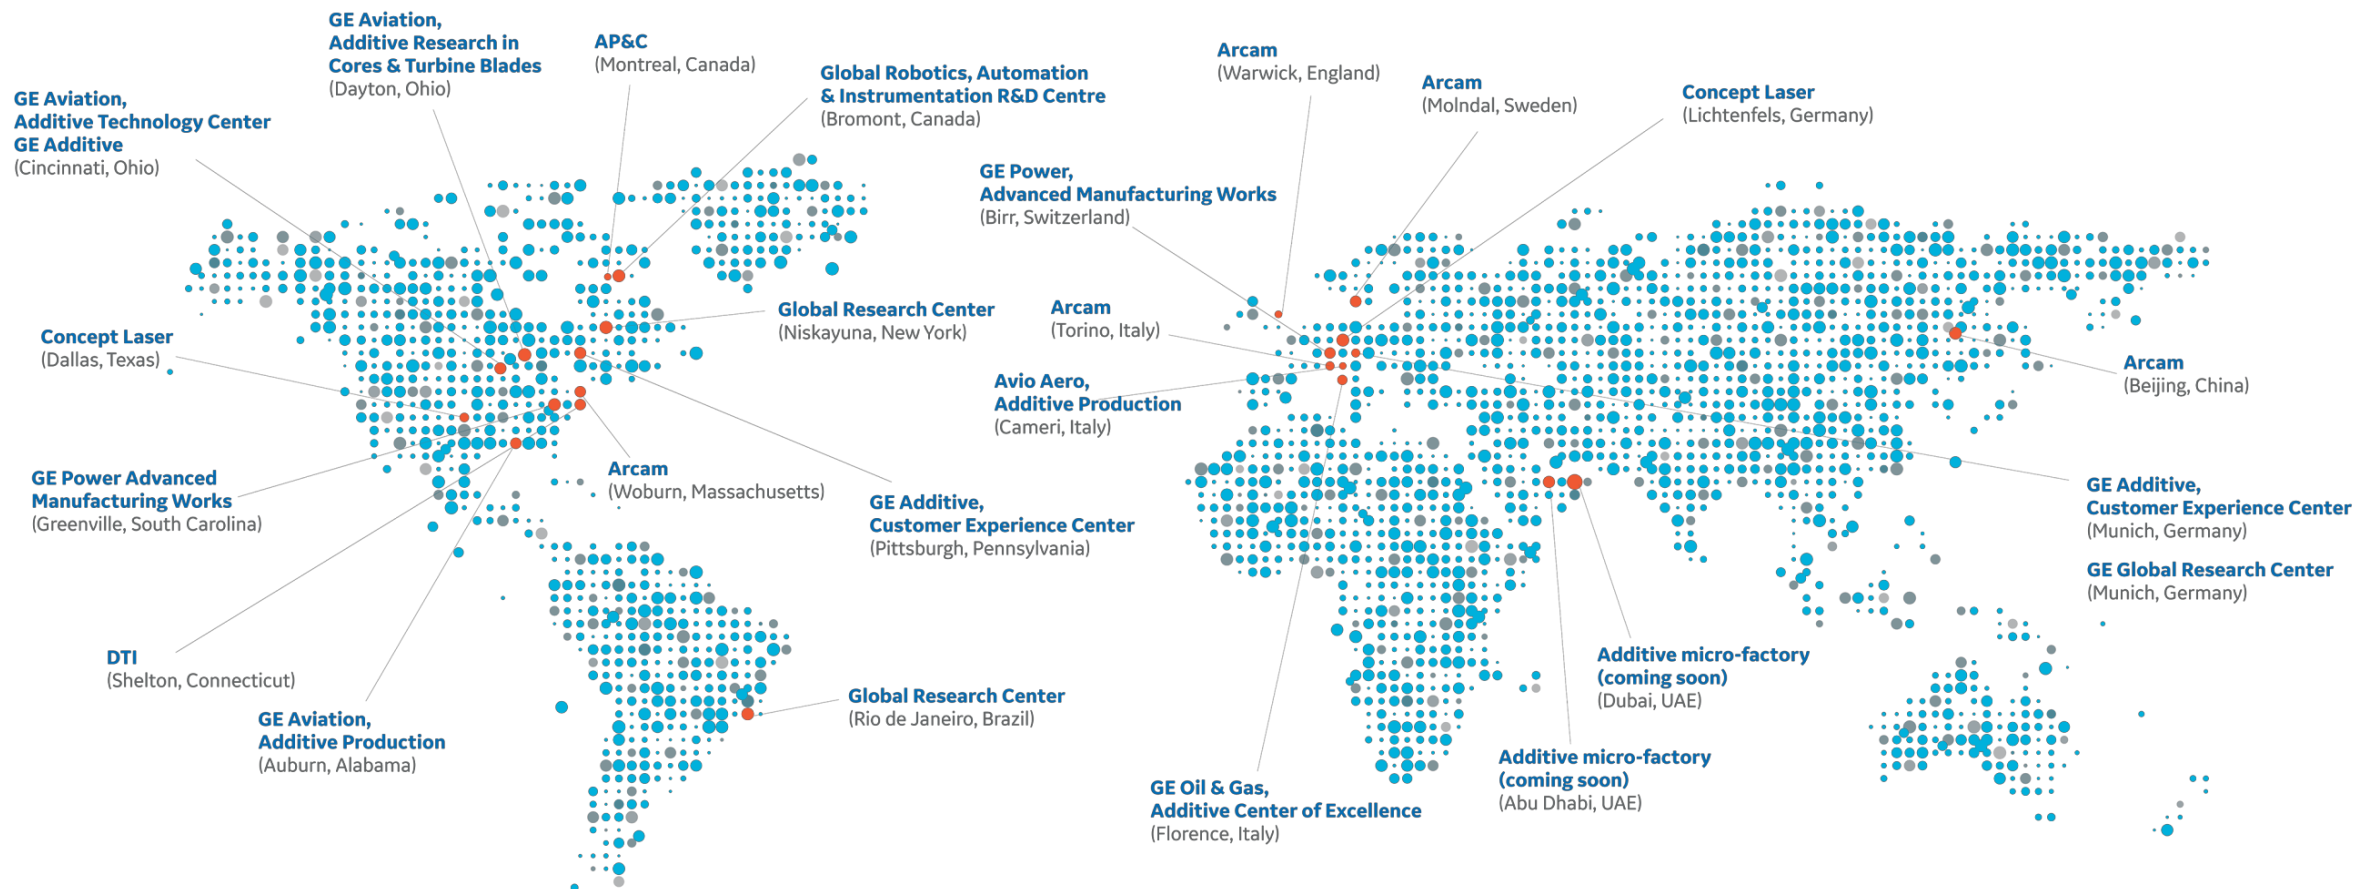 GE Aviation,
Additive Technology Center
GE Additive
(Cincinnati, Ohio)
GE Aviation,
Additive Research in
Cores & Turbine Blades
(Dayton, Ohio)
AP&C
(Montreal, Canada)
Global Robotics, Automation
& Instrumentation R&D Centre
(Bromont, Canada)
Global Research Center
(Niskayuna, New York)
Concept Laser
(Dallas, Texas)
GE Power Advanced
Manufacturing Works
(Greenville, South Carolina)
Arcam
(Woburn, Massachusetts)
GE Additive,
Customer Experience Center
(Pittsburgh, Pennsylvania)
DTI
(Shelton, Connecticut)
GE Aviation,
Additive Production
(Auburn, Alabama)
Global Research Center
(Rio de Janeiro, Brazil)
Arcam
(Warwick, England)
Arcam
(Molndal, Sweden)
Concept Laser
(Lichtenfels, Germany)
GE Power,
Advanced Manufacturing Works
(Birr, Switzerland)
Arcam
(Torino, Italy)
Avio Aero,
Additive Production
(Cameri, Italy)
Arcam
(Beijing, China)
GE Additive,
Customer Experience Center
(Munich, Germany)
GE Global Research Center
(Munich, Germany)
Additive micro-factory
(coming soon)
(Dubai, UAE)
Additive micro-factory
(coming soon)
(Abu Dhabi, UAE)
GE Oil & Gas,
Additive Center of Excellence
(Florence, Italy)